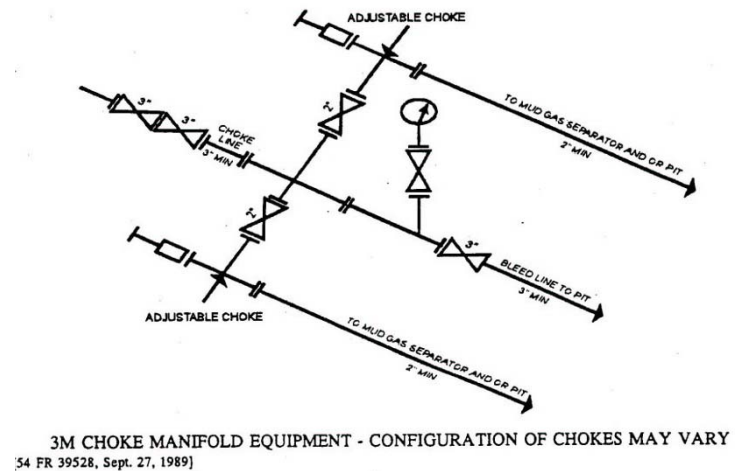 ADJUSTABLE CHOKE
TO MUD GAS SEPARATOR AND OR PIT
2" MIN
3"
3"
CHOKE
LINE
3" MIN
2"
2"
3"
BLEED LINE TO PIT
3" MIN
ADJUSTABLE CHOKE
TO MUD GAS SEPARATOR AND OR PIT
2" MIN
3M CHOKE MANIFOLD EQUIPMENT - CONFIGURATION OF CHOKES MAY VARY
54 FR 39528, Sept. 27, 1989]